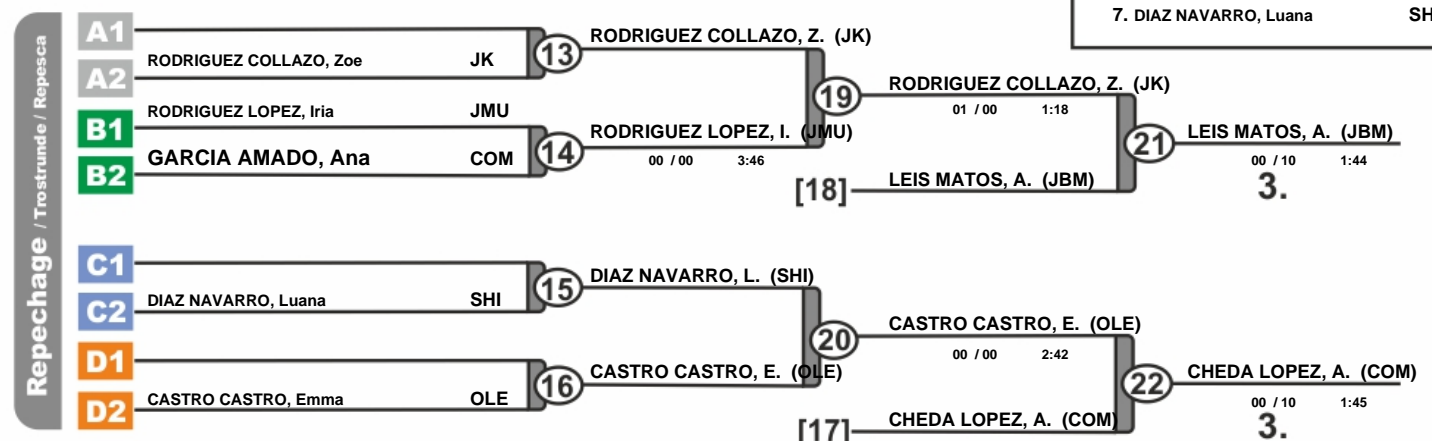 7. DIAZ NAVARRO, Luana SH
Repechage / Trostrunde / Repesca
A1
RODRIGUEZ COLLAZO, Zoe JK
A2
13
RODRIGUEZ COLLAZO, Z. (JK)
RODRIGUEZ LOPEZ, Iria JMU
B1
GARCIA AMADO, Ana COM
B2
14
RODRIGUEZ LOPEZ, I. (JMU)
00 / 00 3:46
19
RODRIGUEZ COLLAZO, Z. (JK)
01 / 00 1:18
[18]
LEIS MATOS, A. (JBM)
21
LEIS MATOS, A. (JBM)
00 / 10 1:44
3.
C1
DIAZ NAVARRO, Luana SHI
C2
15
DIAZ NAVARRO, L. (SHI)
D1
CASTRO CASTRO, Emma OLE
D2
16
CASTRO CASTRO, E. (OLE)
20
CASTRO CASTRO, E. (OLE)
00 / 00 2:42
[17]
CHEDA LOPEZ, A. (COM)
22
CHEDA LOPEZ, A. (COM)
00 / 10 1:45
3.